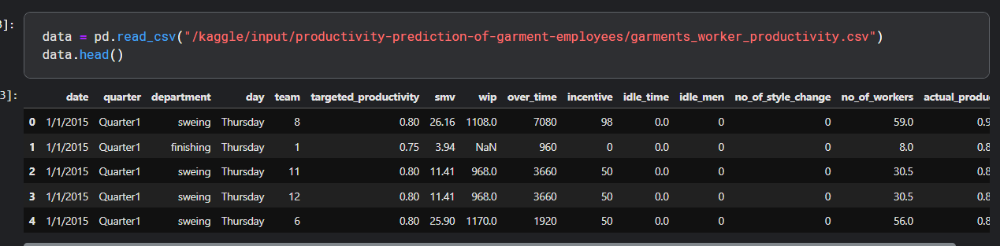 3]:
data = pd.read_csv("/kaggle/input/productivity-prediction-of-garment-employees/garments_worker_productivity.csv")
data.head()
3]:
date quarter department day team targeted_productivity smv wip over_time incentive idle_time idle_men no_of_style_change no_of_workers actual_produc
0 1/1/2015 Quarter1 sweing Thursday 8 0.80 26.16 1108.0 7080 98 0.0 0 0 59.0 0.9
1 1/1/2015 Quarter1 finishing Thursday 1 0.75 3.94 NaN 960 0 0.0 0 0 8.0 0.8
2 1/1/2015 Quarter1 sweing Thursday 11 0.80 11.41 968.0 3660 50 0.0 0 0 30.5 0.8
3 1/1/2015 Quarter1 sweing Thursday 12 0.80 11.41 968.0 3660 50 0.0 0 0 30.5 0.8
4 1/1/2015 Quarter1 sweing Thursday 6 0.80 25.90 1170.0 1920 50 0.0 0 0 56.0 0.8